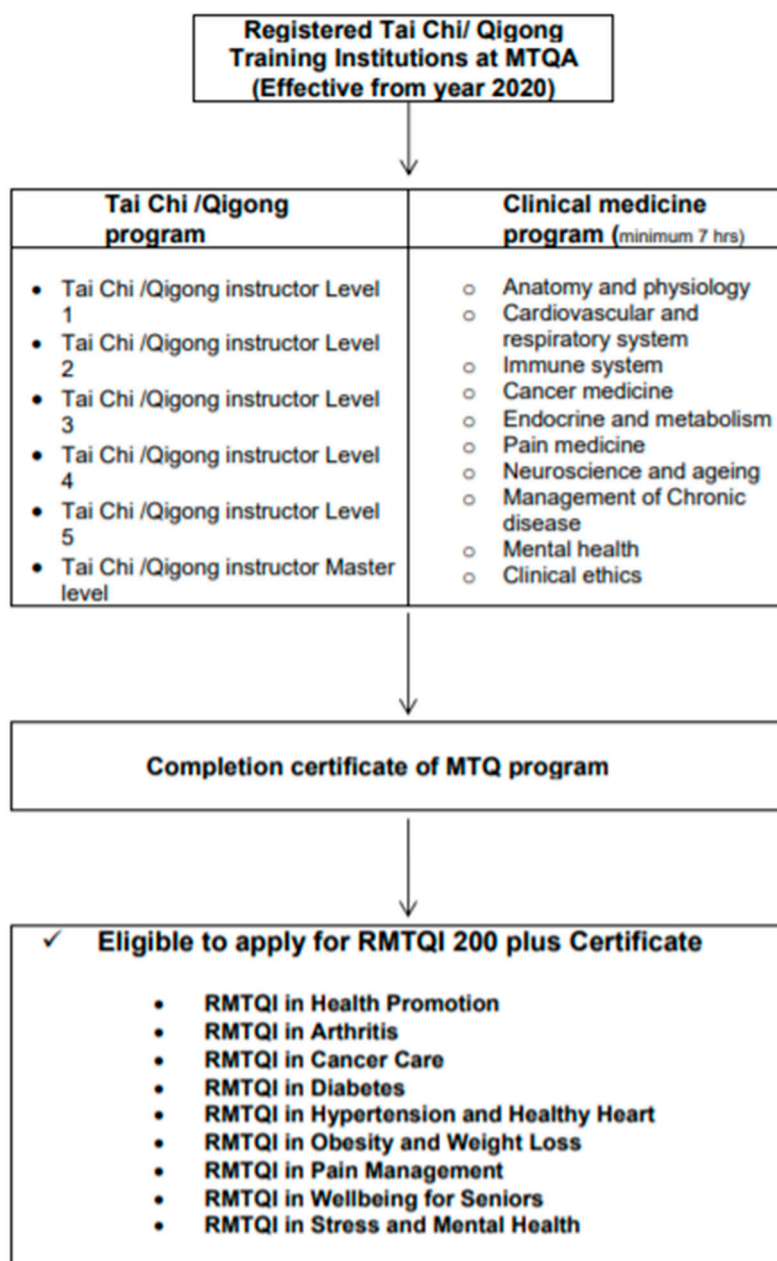 Registered Tai Chi/ Qigong
Training Institutions at MTQA
(Effective from year 2020)
Tai Chi /Qigong
program
• Tai Chi /Qigong instructor Level
1
• Tai Chi /Qigong instructor Level
2
• Tai Chi /Qigong instructor Level
3
• Tai Chi /Qigong instructor Level
4
• Tai Chi /Qigong instructor Level
5
• Tai Chi /Qigong instructor Master
level
Clinical medicine
program (minimum 7 hrs)
o Anatomy and physiology
o Cardiovascular and
respiratory system
o Immune system
o Cancer medicine
o Endocrine and metabolism
o Pain medicine
o Neuroscience and ageing
o Management of Chronic
disease
o Mental health
o Clinical ethics
Completion certificate of MTQ program
✓ Eligible to apply for RMTQI 200 plus Certificate
• RMTQI in Health Promotion
• RMTQI in Arthritis
• RMTQI in Cancer Care
• RMTQI in Diabetes
• RMTQI in Hypertension and Healthy Heart
• RMTQI in Obesity and Weight Loss
• RMTQI in Pain Management
• RMTQI in Wellbeing for Seniors
• RMTQI in Stress and Mental Health